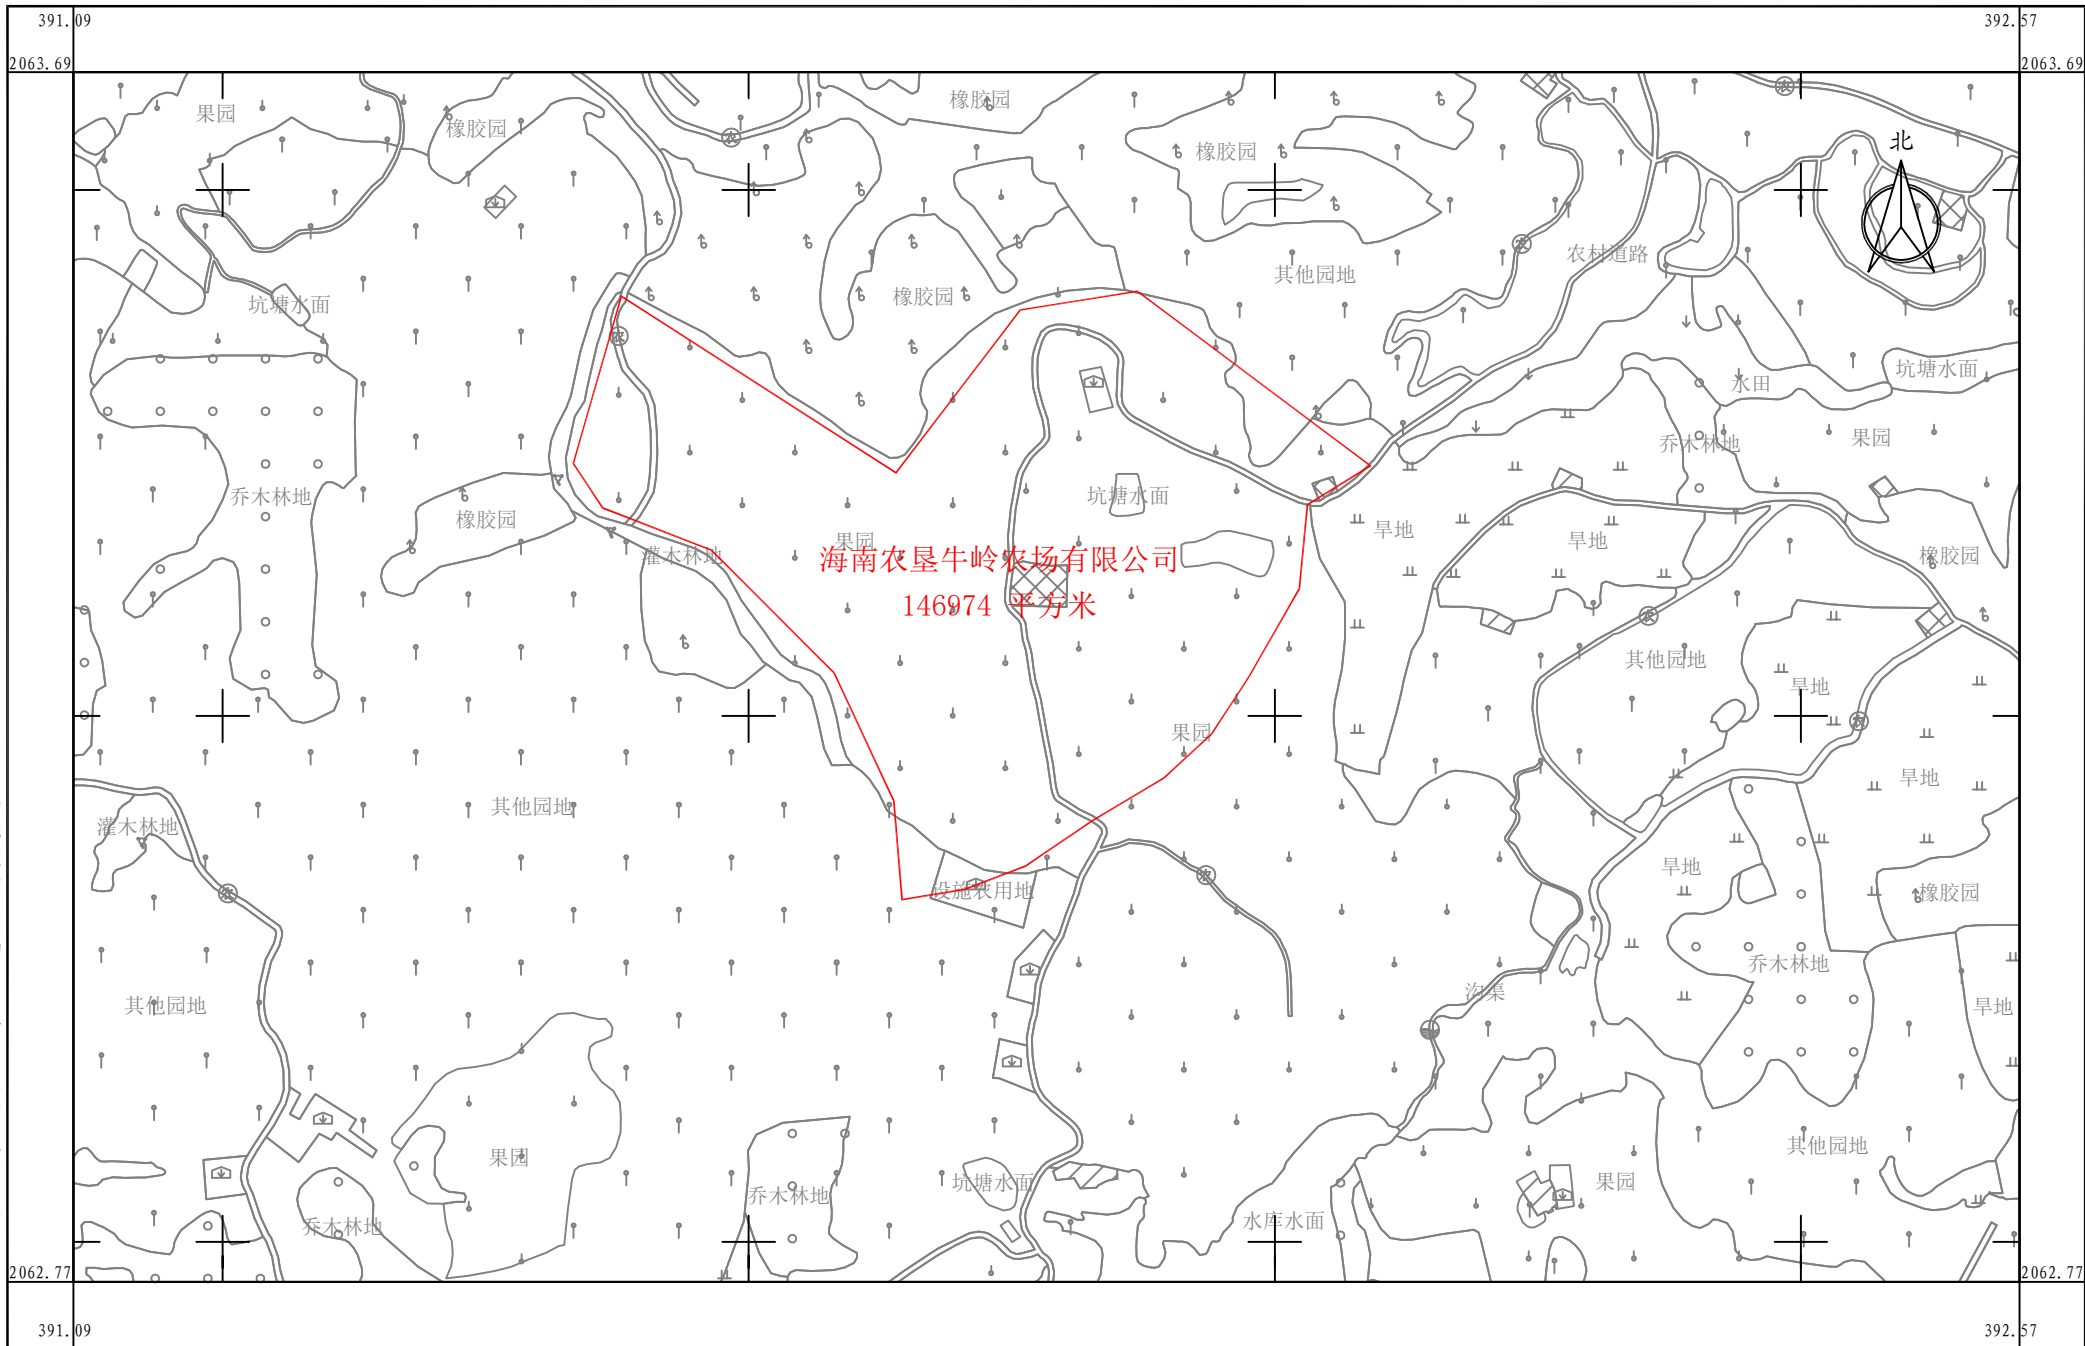 391.09
392.57
2063.69
2063.69
果园
橡胶园
橡胶园
橡胶园
北
农
农
农村道路
农
其他园地
坑塘水面
橡胶园
农
坑塘水面
水田
果园
乔木林地
乔木林地
橡胶园
坑塘水面
旱地
旱地
果园
灌木林地
橡胶园
海南农垦牛岭农场有限公司
146974 平方米
农
其他园地
旱地
果园
农
旱地
其他园地
灌木林地
旱地
农
农
设施农用地
橡胶园
乔木林地
其他园地
沟渠
旱地
果园
其他园地
乔木林地
坑塘水面
果园
乔木林地
水库水面
2062.77
2062.77
391.09
392.57